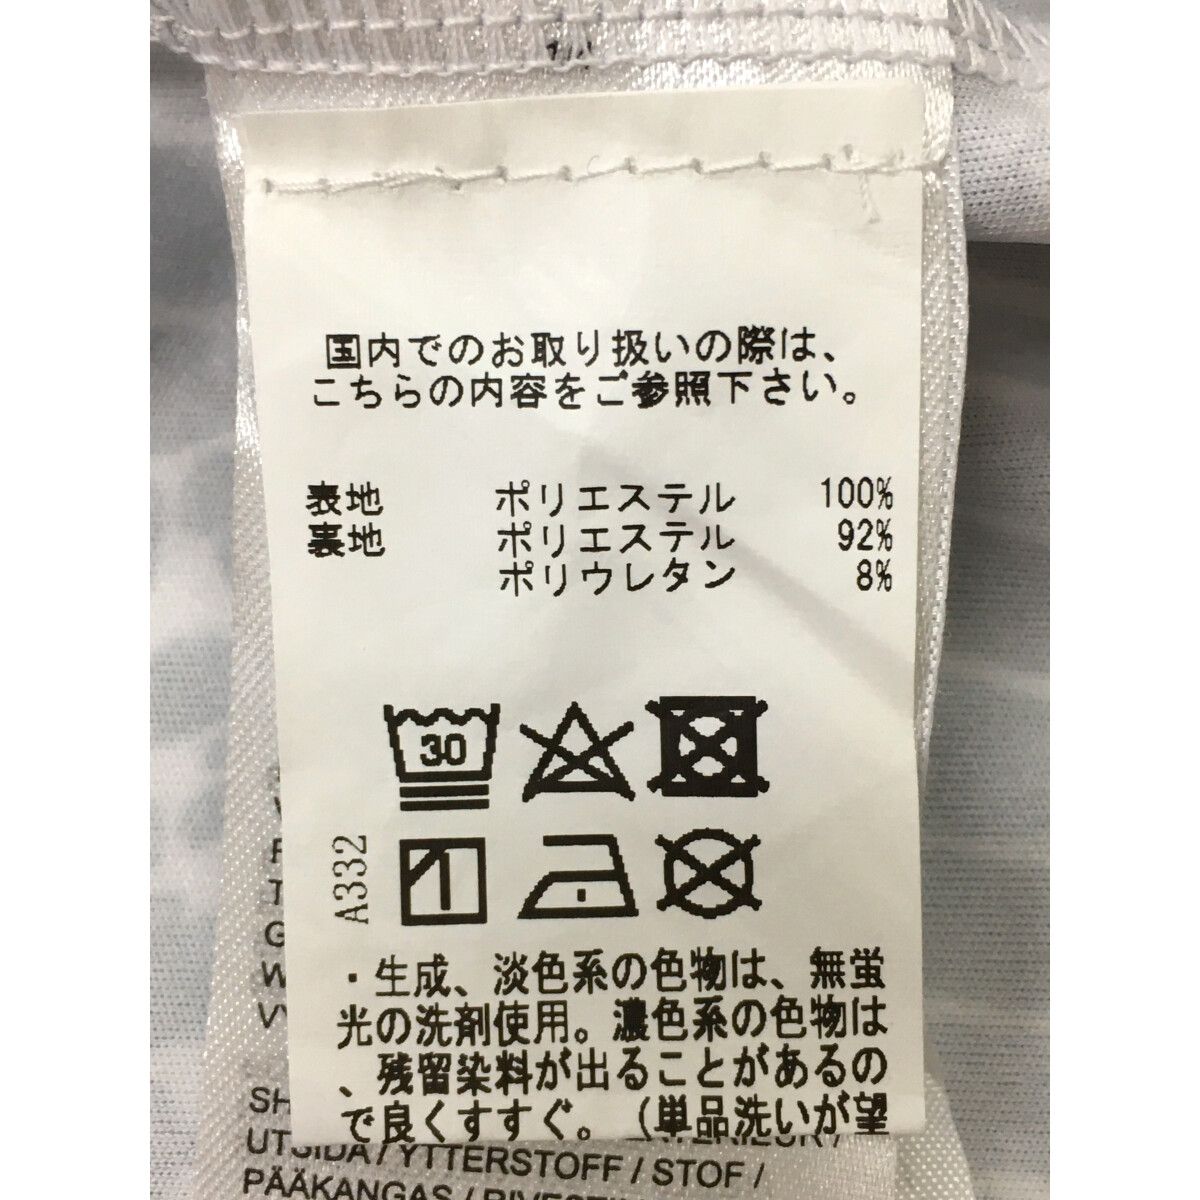 国内でのお取り扱いの際は、
こちらの内容をご参照下さい。
表地 ポリエステル 100%
裏地 ポリエステル 92%
ポリウレタン 8%
30
A332
・生成、淡色系の色物は、無蛍
光の洗剤使用。濃色系の色物は
、残留染料が出ることがあるの
で良くすすぐ。(単品洗いが望
UTSIDA / YTTERSTOFF / STOF /
PÄÄKANGAS /